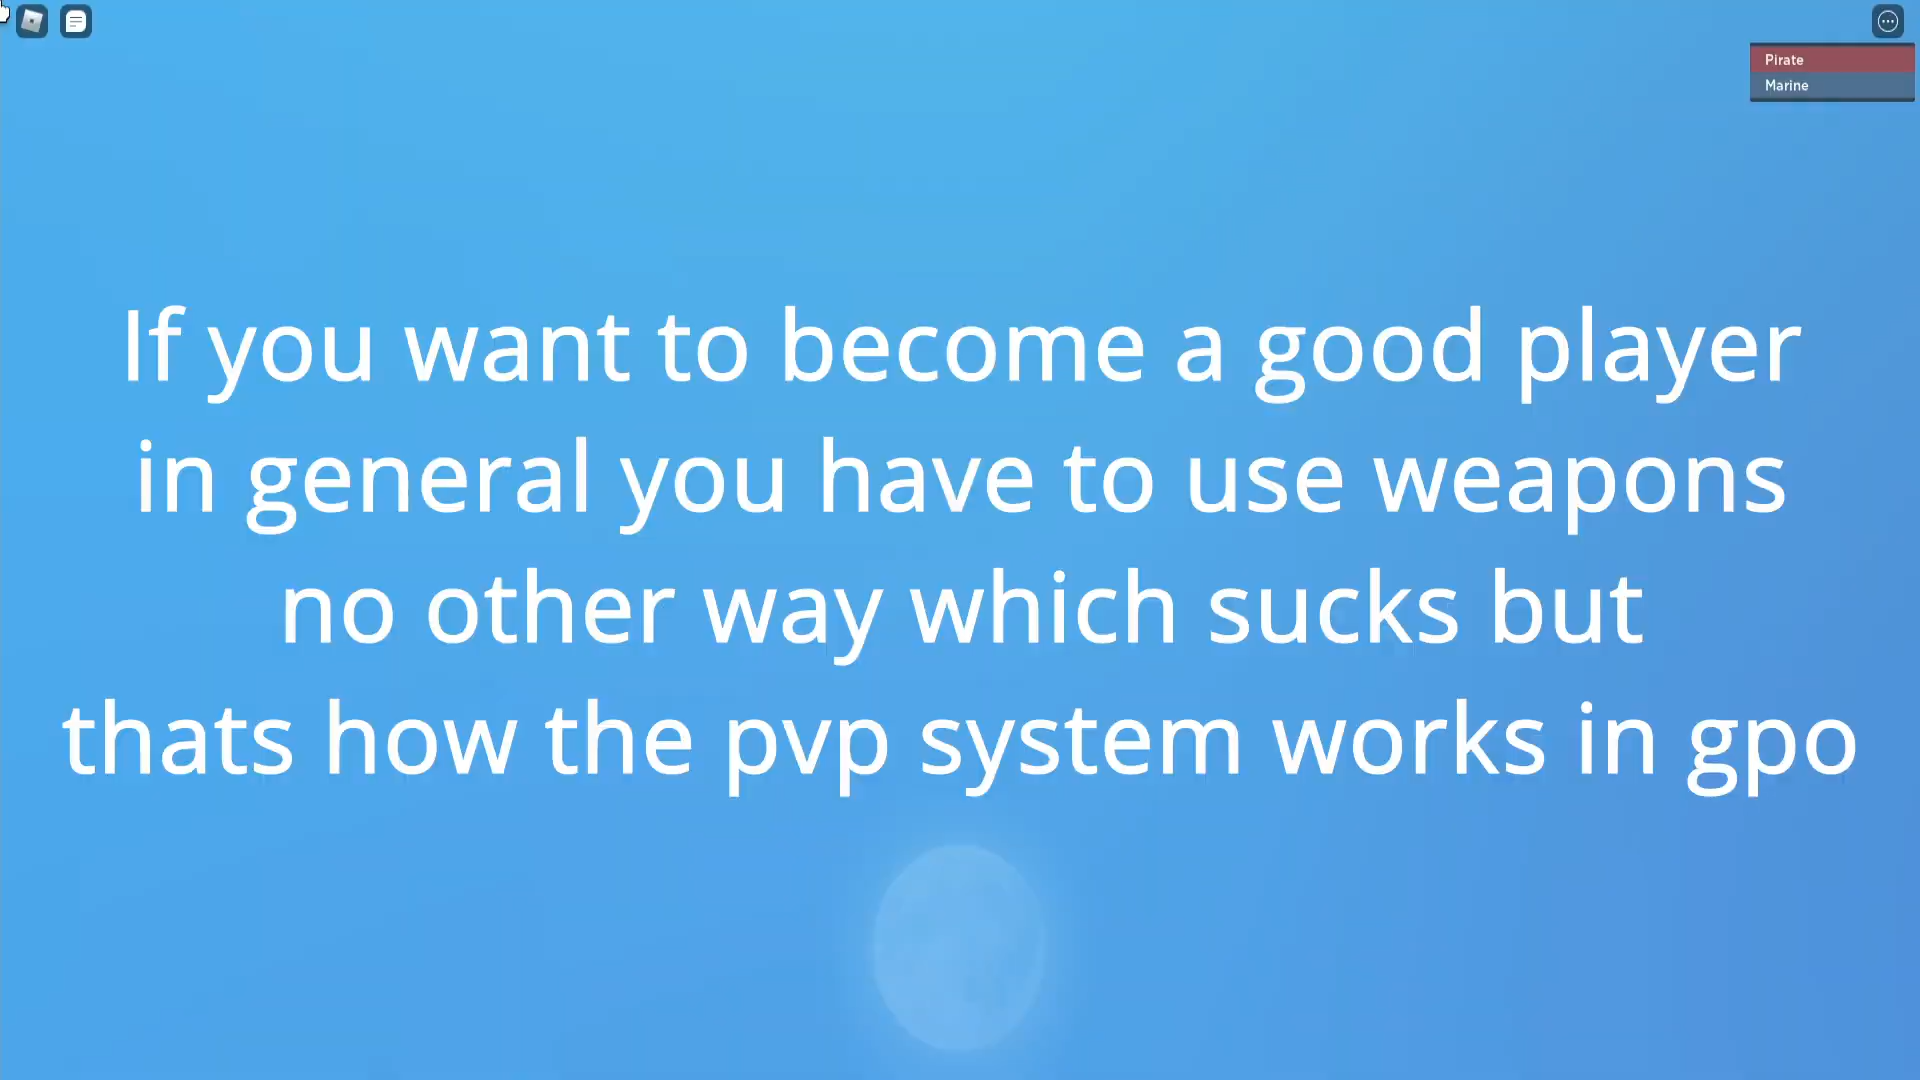 Pirate
Marine
If you want to become a good player
in general you have to use weapons
no other way which sucks but
thats how the pvp system works in gpo